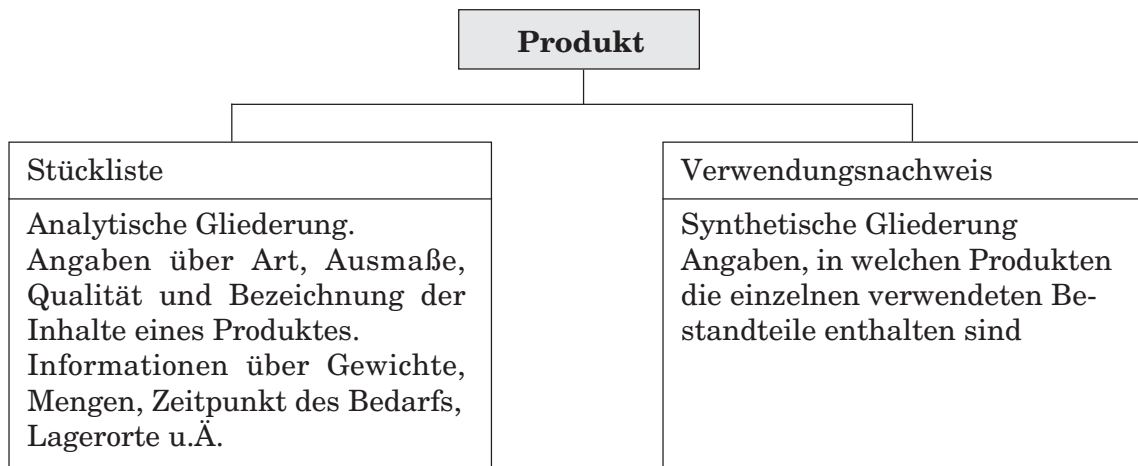 Produkt
Stückliste
Analytische Gliederung.
Angaben über Art, Ausmaße,
Qualität und Bezeichnung der
Inhalte eines Produktes.
Informationen über Gewichte,
Mengen, Zeitpunkt des Bedarfs,
Lagerorte u.Ä.
Verwendungsnachweis
Synthetische Gliederung
Angaben, in welchen Produkten
die einzelnen verwendeten Be-
standteile enthalten sind